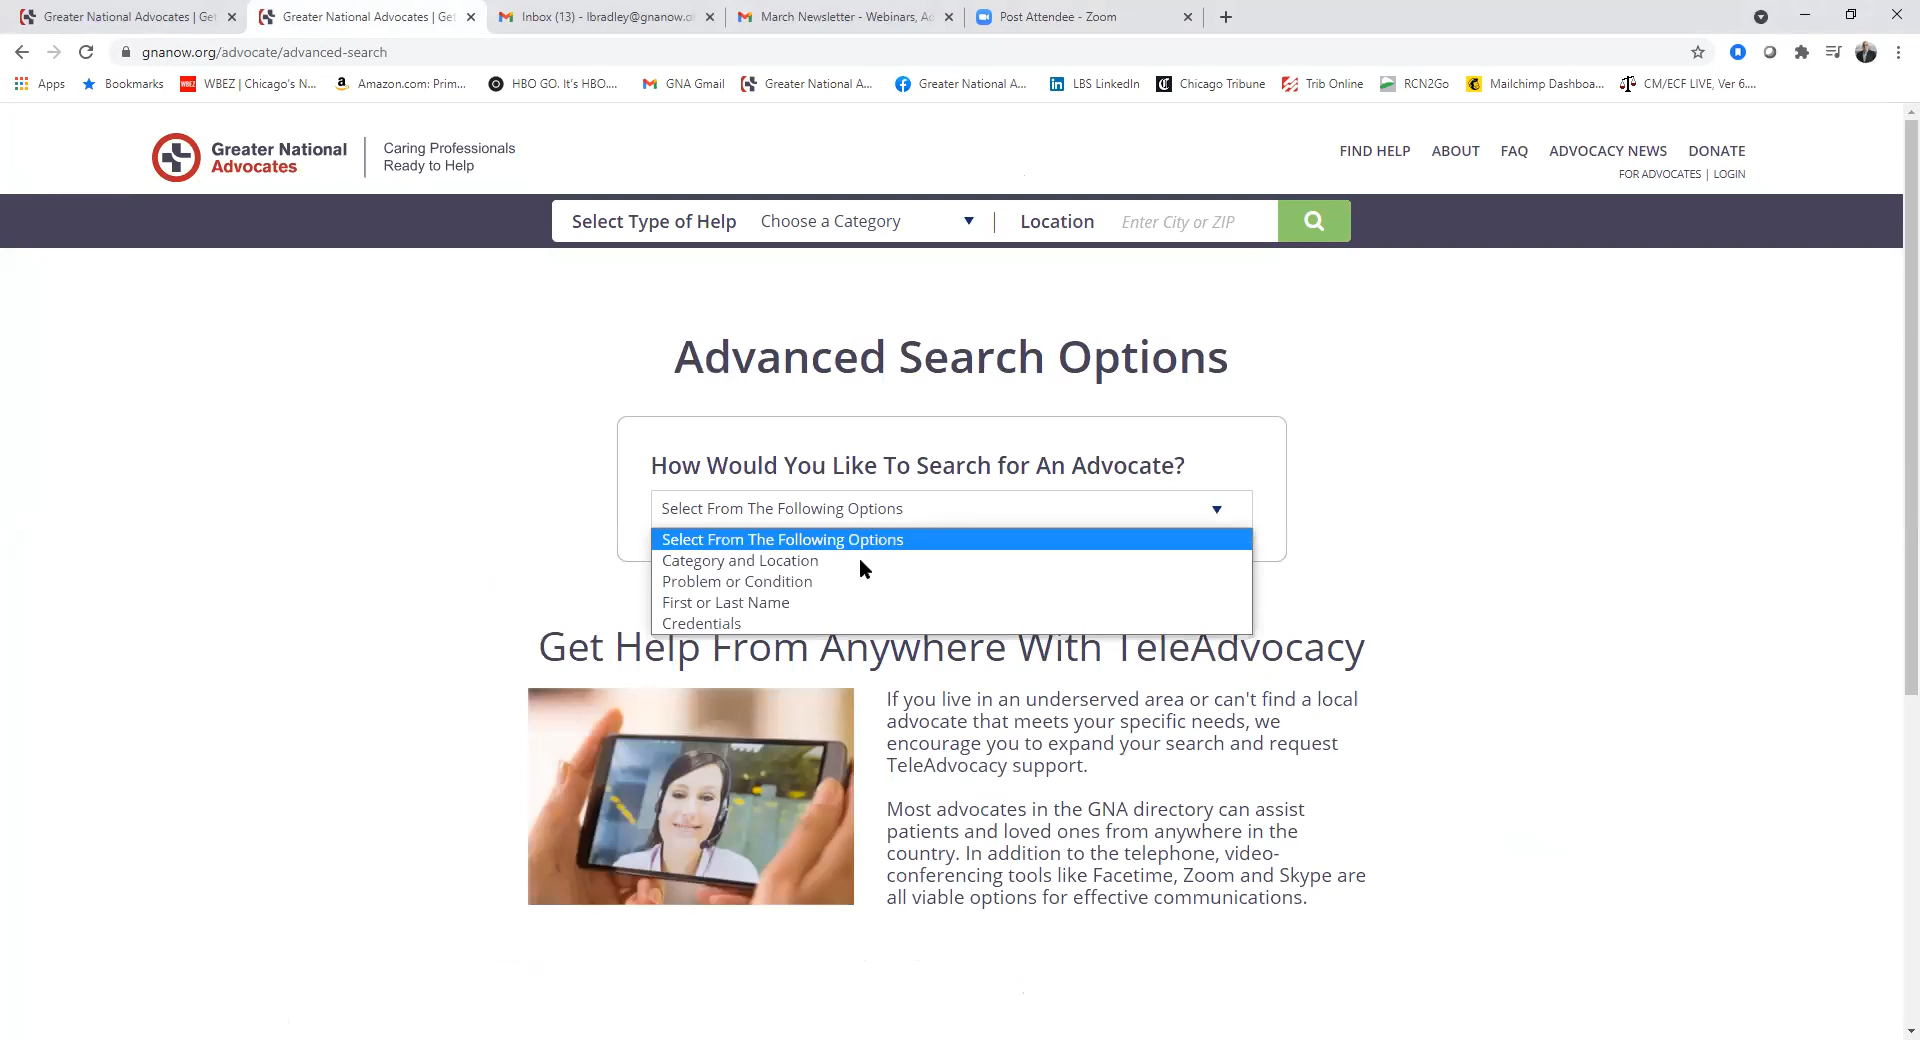 Greater National Advocates | Get
Greater National Advocates | Get
Inbox (13) - lbradley@gnanow.o
March Newsletter - Webinars, Ad
Post Attendee - Zoom
gnanow.org/advocate/advanced-search
Apps
Bookmarks
WBEZ | Chicago's N...
Amazon.com: Prim...
HBO GO. It's HBO....
GNA Gmail
Greater National A...
Greater National A...
LBS LinkedIn
Chicago Tribune
Trib Online
RCN2Go
Mailchimp Dashboa...
CM/ECF LIVE, Ver 6....
Greater National
Advocates
Caring Professionals
Ready to Help
FIND HELP ABOUT FAQ ADVOCACY NEWS DONATE
FOR ADVOCATES | LOGIN
Select Type of Help Choose a Category Location Enter City or ZIP
Advanced Search Options
How Would You Like To Search for An Advocate?
Select From The Following Options
Select From The Following Options
Category and Location
Problem or Condition
First or Last Name
Credentials
Get Help From Anywhere With TeleAdvocacy
If you live in an underserved area or can't find a local
advocate that meets your specific needs, we
encourage you to expand your search and request
TeleAdvocacy support.
Most advocates in the GNA directory can assist
patients and loved ones from anywhere in the
country. In addition to the telephone, video-
conferencing tools like Facetime, Zoom and Skype are
all viable options for effective communications.